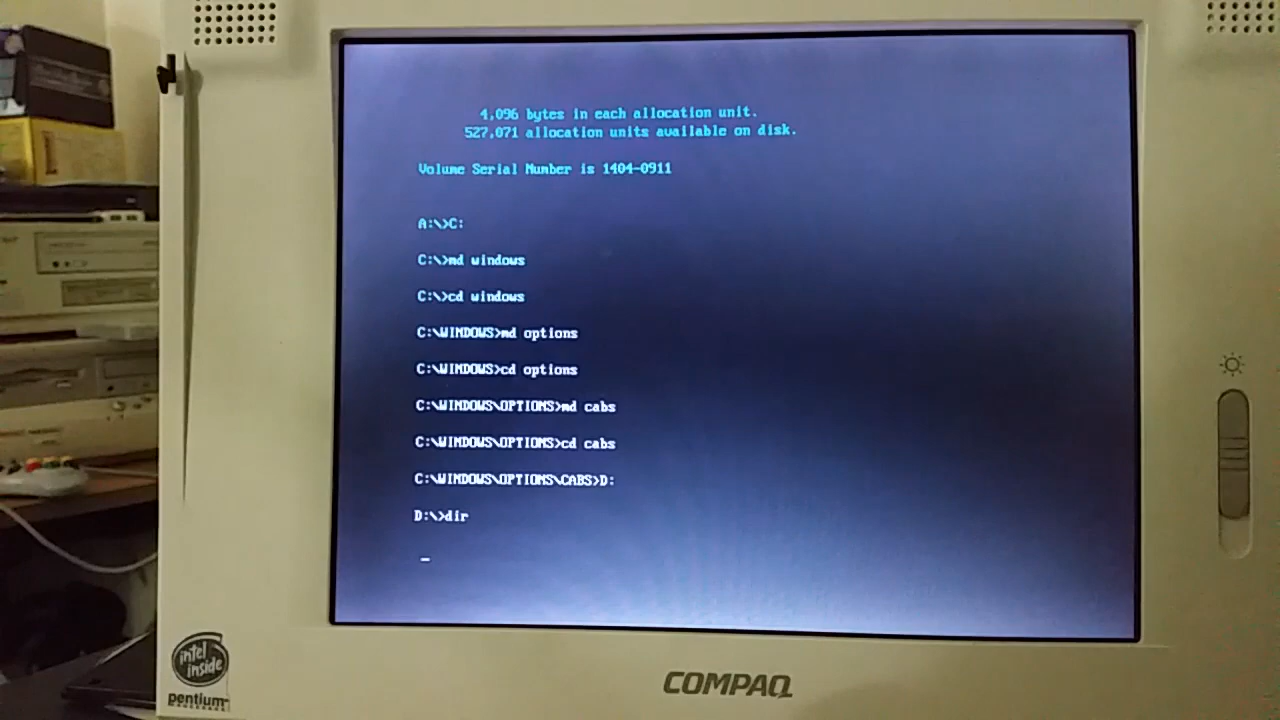 4,096 bytes in each allocation unit.
527,071 allocation units available on disk.
Volume Serial Number is 1404-0911
A:\>C:
C:\>md windows
C:\>cd windows
C:\WINDOWS>md options
C:\WINDOWS>cd options
C:\WINDOWS\OPTIONS>md cabs
C:\WINDOWS\OPTIONS>cd cabs
C:\WINDOWS\OPTIONS\CABS>D:
D:\>dir
intel
inside
pentium
COMPAQ